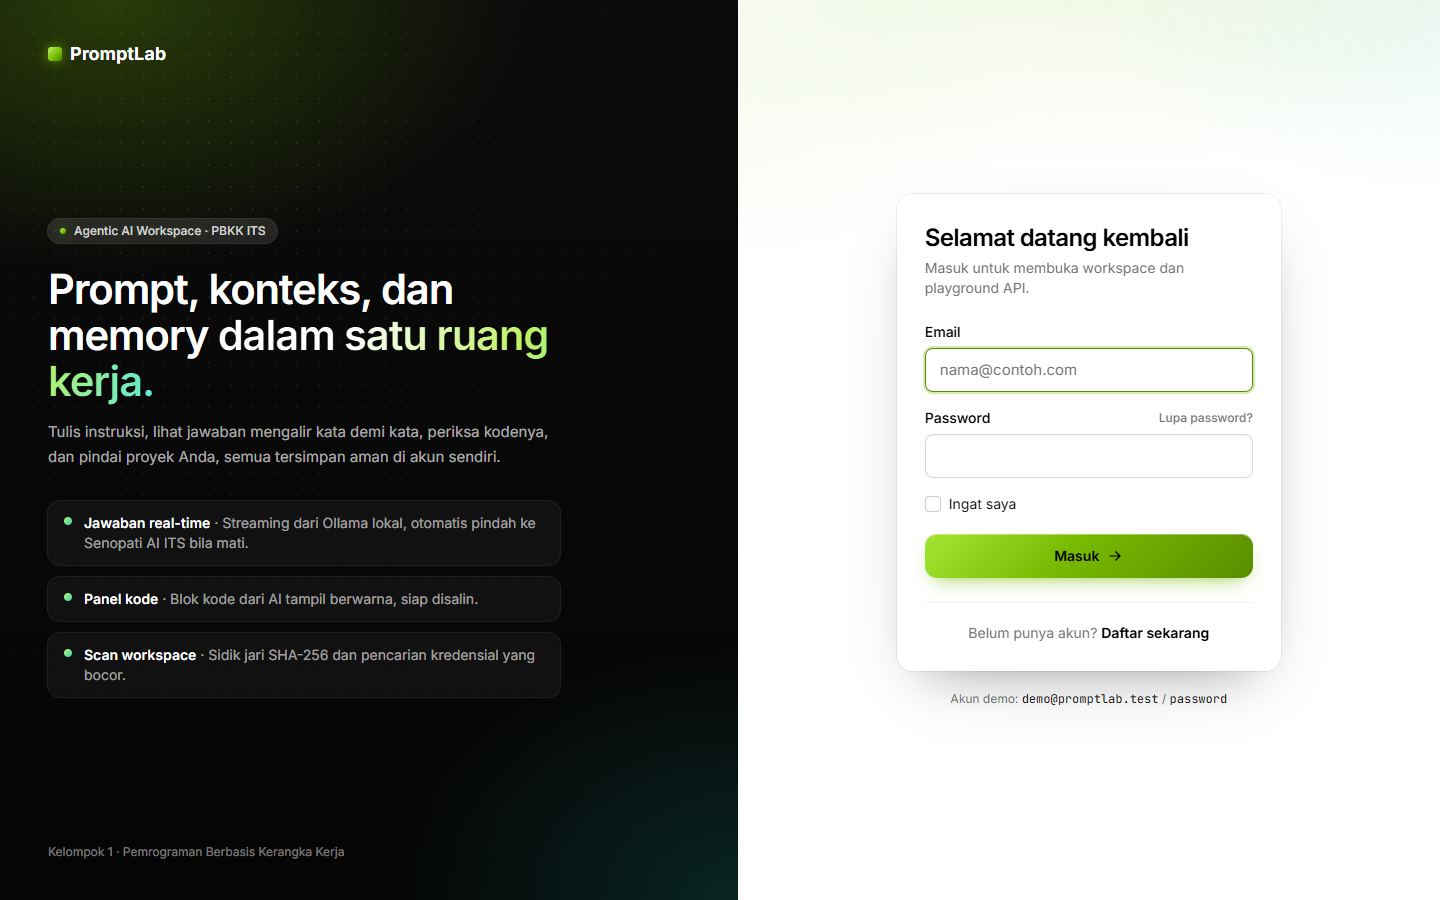 PromptLab
Agentic AI Workspace · PBKK ITS
Prompt, konteks, dan
memory dalam satu ruang
kerja.
Tulis instruksi, lihat jawaban mengalir kata demi kata, periksa kodenya,
dan pindai proyek Anda, semua tersimpan aman di akun sendiri.
Jawaban real-time · Streaming dari Ollama lokal, otomatis pindah ke
Senopati AI ITS bila mati.
Panel kode · Blok kode dari AI tampil berwarna, siap disalin.
Scan workspace · Sidik jari SHA-256 dan pencarian kredensial yang
bocor.
Kelompok 1 · Pemrograman Berbasis Kerangka Kerja
Selamat datang kembali
Masuk untuk membuka workspace dan
playground API.
Email
nama@contoh.com
Password Lupa password?
Ingat saya
Masuk →
Belum punya akun? Daftar sekarang
Akun demo: demo@promptlab.test / password